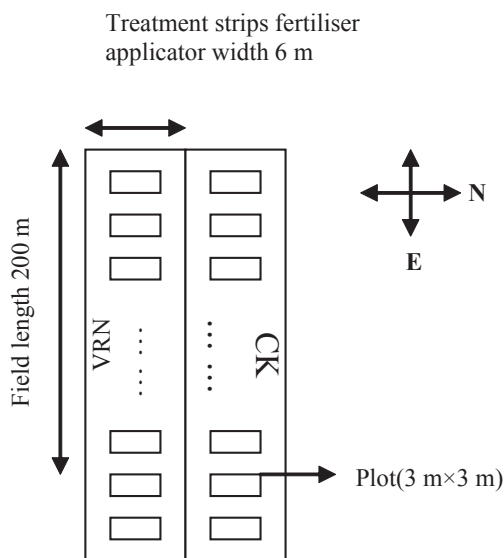 Treatment strips fertiliser
applicator width 6 m
N
E
Field length 200 m
VRN
CK
Plot(3 m×3 m)